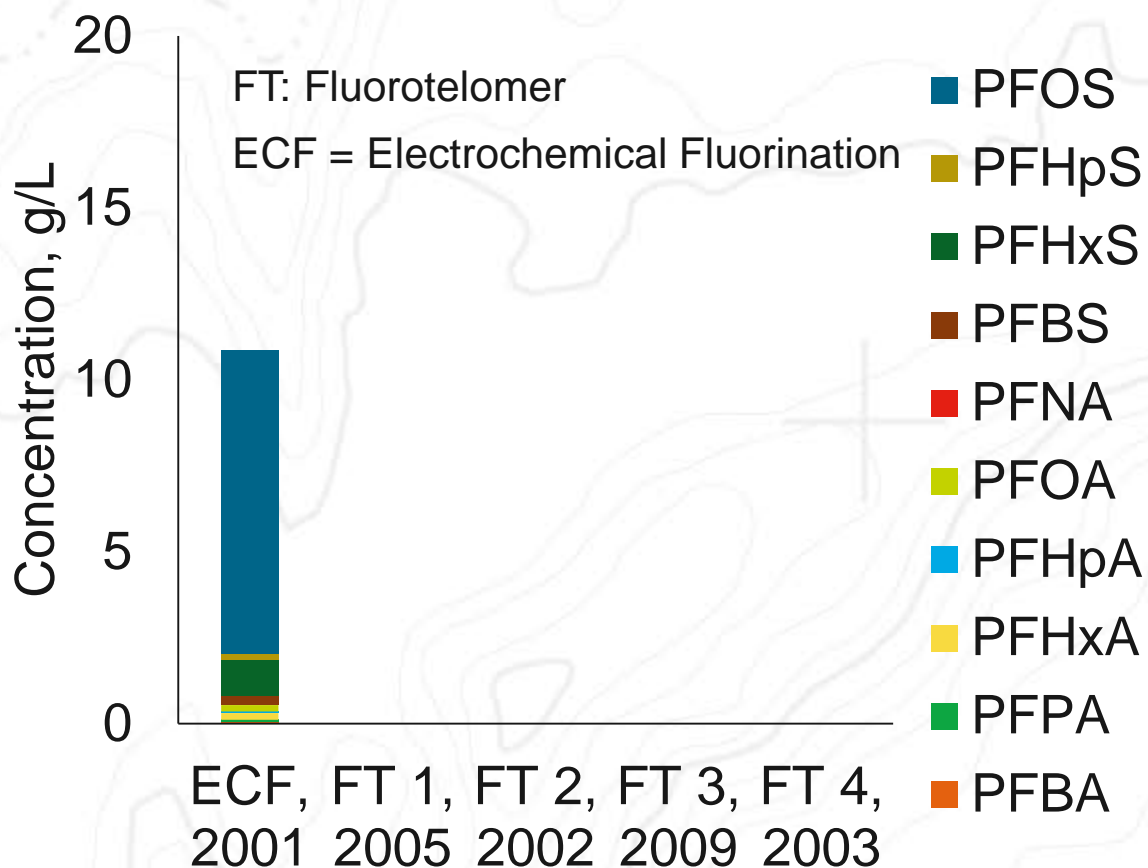 20
15
10
5
0
Concentration, g/L
FT: Fluorotelomer
ECF = Electrochemical Fluorination
PFOS
PFHpS
PFHxS
PFBS
PFNA
PFOA
PFHpA
PFHxA
PFPA
PFBA
ECF, FT 1, FT 2, FT 3, FT 4,
2001 2005 2002 2009 2003